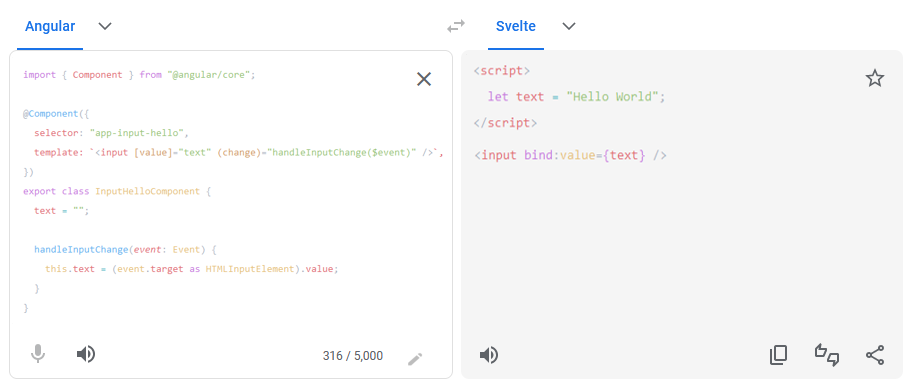 Angular
Svelte
import { Component } from "@angular/core";
@Component({
  selector: "app-input-hello",
  template: `<input [value]="text" (change)="handleInputChange($event)" />`,
})
export class InputHelloComponent {
  text = "";
  handleInputChange(event: Event) {
    this.text = (event.target as HTMLInputElement).value;
  }
}
316 / 5,000
<script>
  let text = "Hello World";
</script>
<input bind:value={text} />